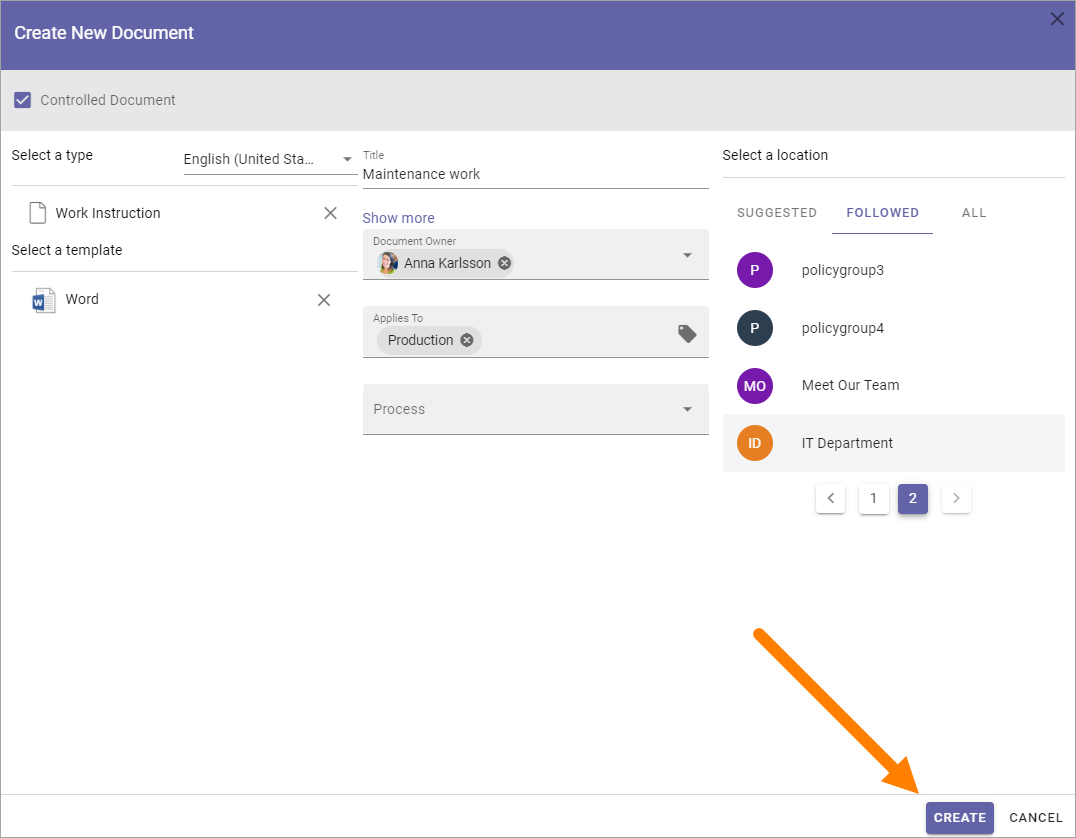 Create New Document
Controlled Document
Select a type
English (United Sta...
Work Instruction
Select a template
W
Word
Title
Maintenance work
Show more
Document Owner
Anna Karlsson
Applies To
Production
Process
Select a location
SUGGESTED FOLLOWED ALL
P policygroup3
P policygroup4
MO Meet Our Team
ID IT Department
1 2
CREATE CANCEL